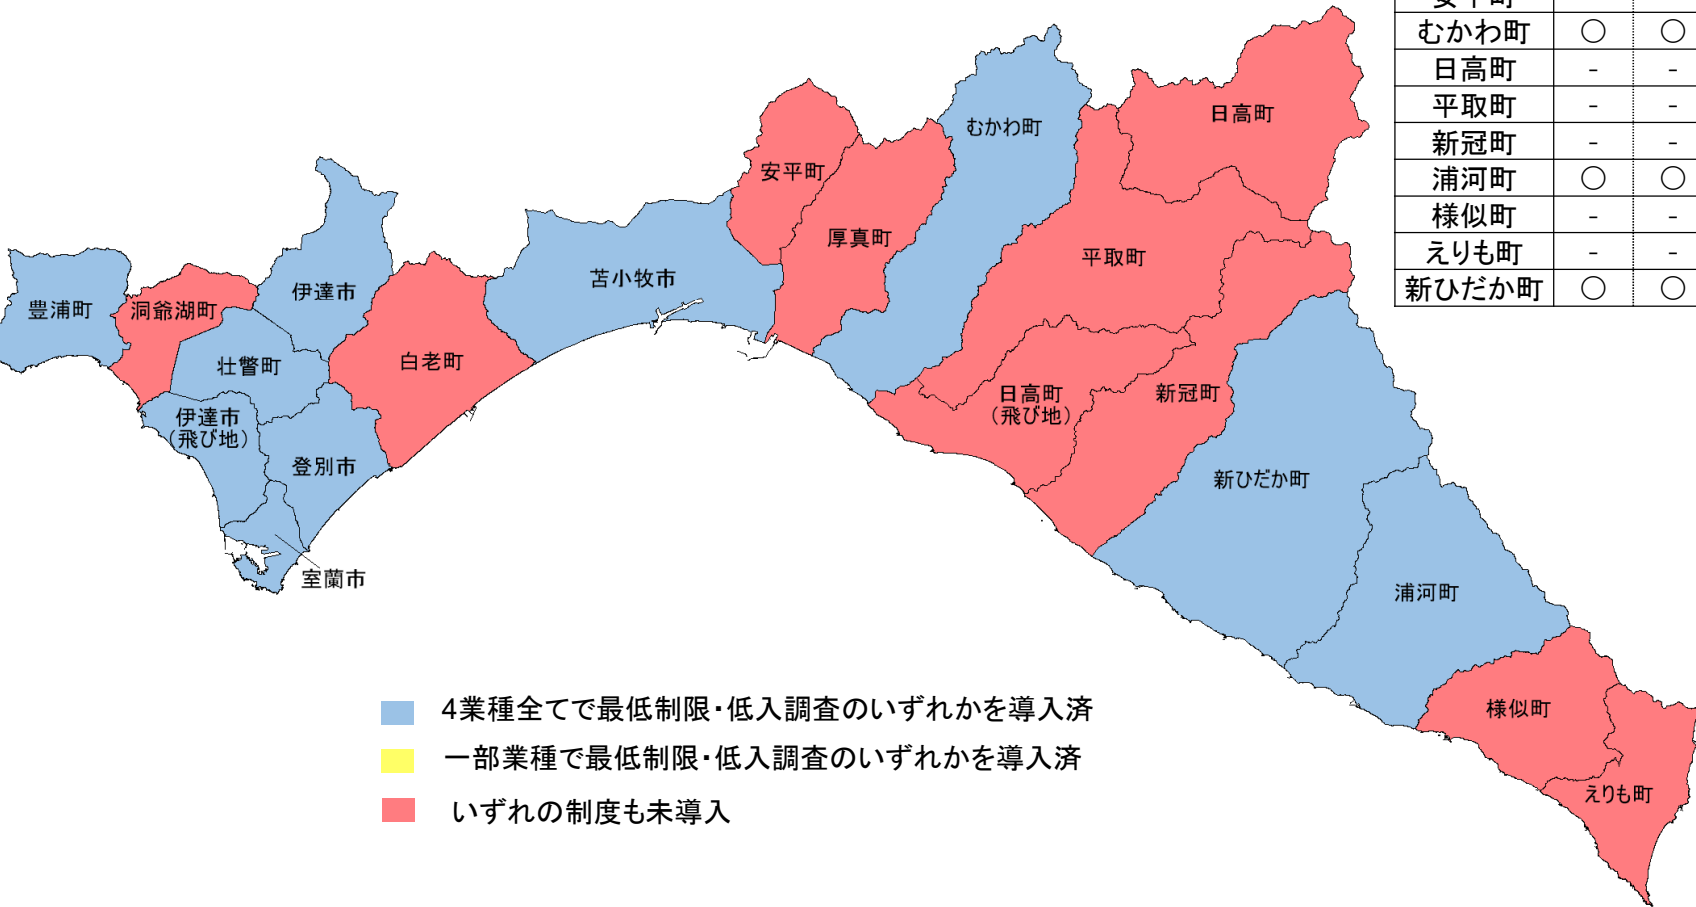 安平町
むかわ町 ○ ○
日高町 - -
平取町 - -
新冠町 - -
浦河町 ○ ○
様似町 - -
えりも町 - -
新ひだか町 ○ ○
日高町
むかわ町
安平町
厚真町
平取町
苫小牧市
伊達市
豊浦町
洞爺湖町
壮瞥町
白老町
伊達市
(飛び地)
登別市
室蘭市
日高町
(飛び地)
新冠町
新ひだか町
浦河町
様似町
えりも町
4業種全てで最低制限・低入調査のいずれかを導入済
一部業種で最低制限・低入調査のいずれかを導入済
いずれの制度も未導入